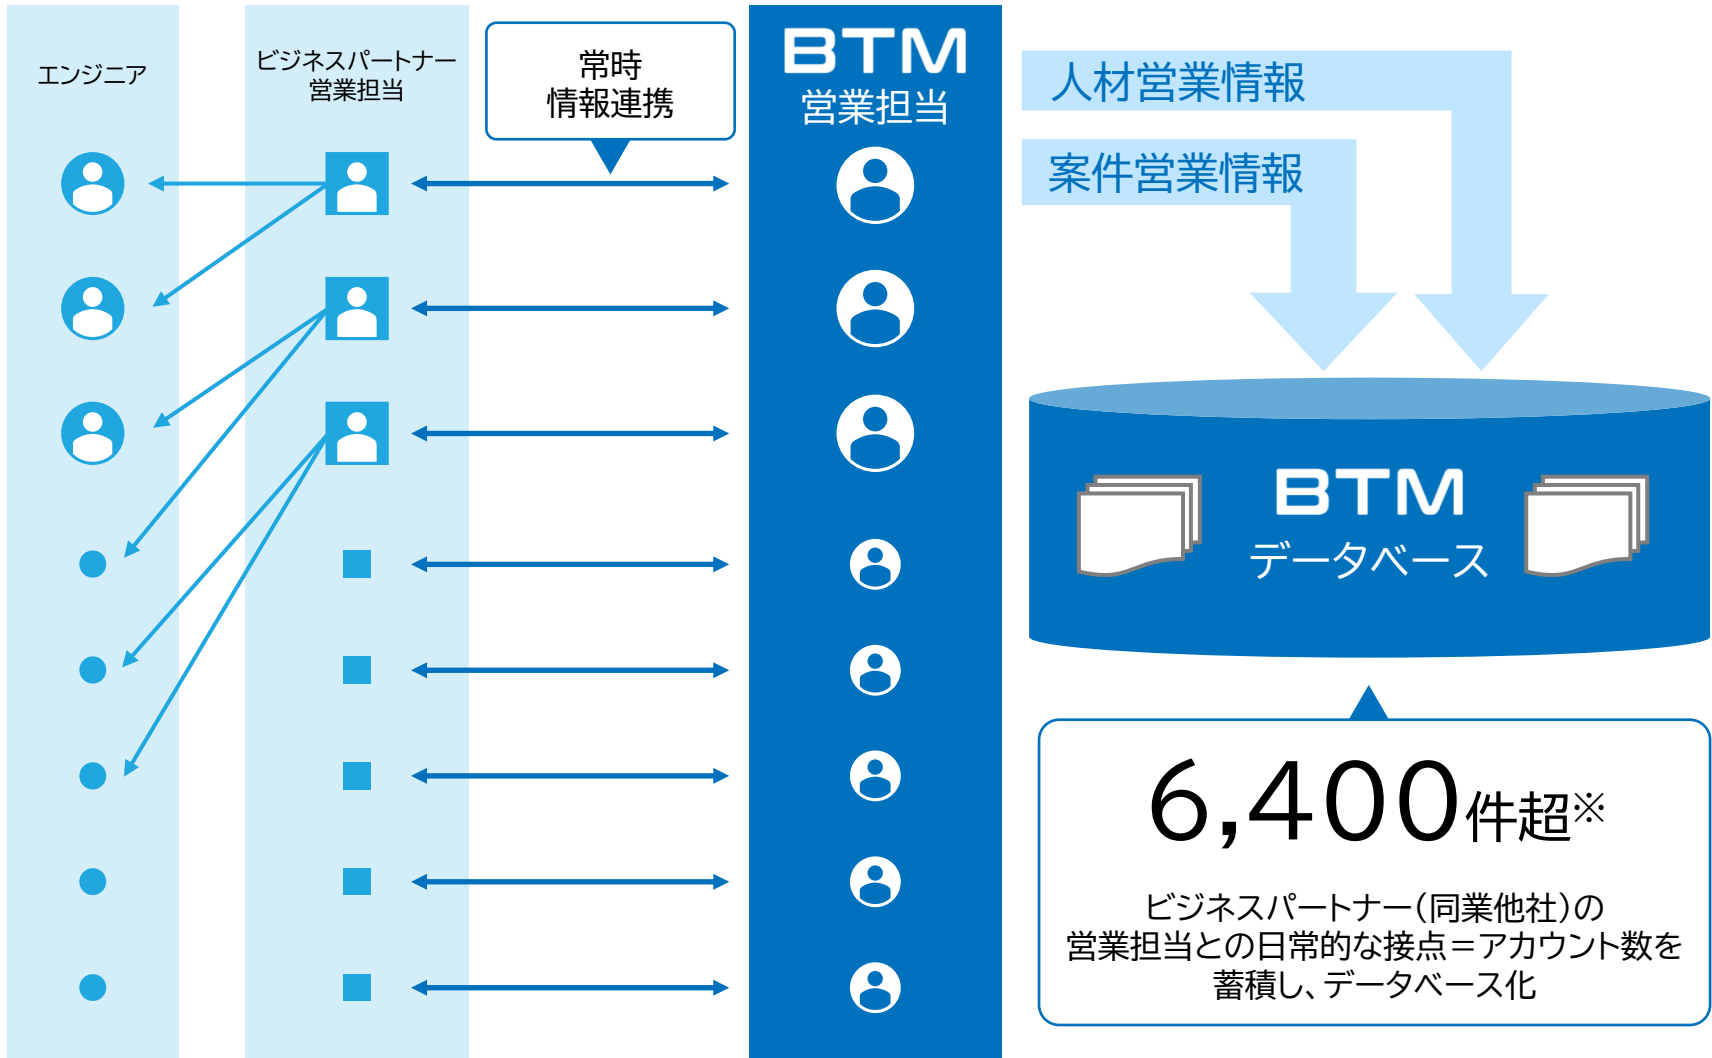 エンジニア
ビジネスパートナー
営業担当
常時
情報連携
BTM
営業担当
人材営業情報
案件営業情報
BTM
データベース
6,400件超※
ビジネスパートナー(同業他社)の
営業担当との日常的な接点=アカウント数を
蓄積し、データベース化